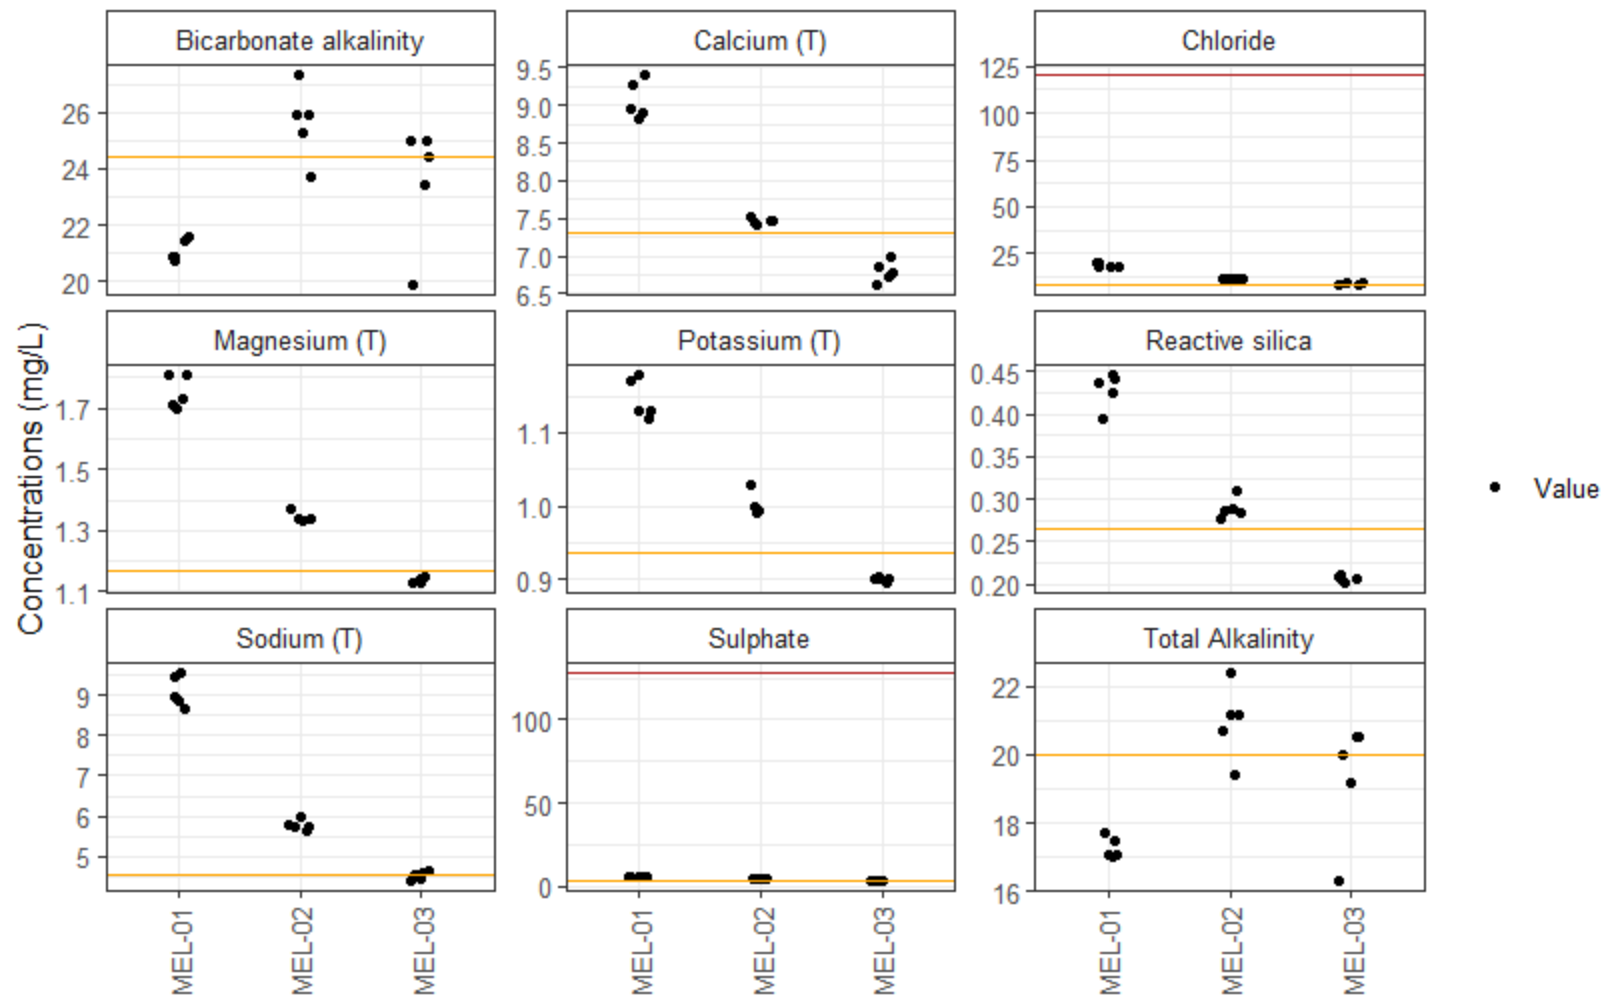 Concentrations (mg/L)
Bicarbonate alkalinity
26
24
22
20
Calcium (T)
9.5
9.0
8.5
8.0
7.5
7.0
6.5
Chloride
125
100
75
50
25
Magnesium (T)
1.7
1.5
1.3
1.1
Potassium (T)
1.1
1.0
0.9
Reactive silica
0.45
0.40
0.35
0.30
0.25
0.20
Value
Sodium (T)
9
8
7
6
5
Sulphate
100
50
0
Total Alkalinity
22
20
18
16
MEL-01
MEL-02
MEL-03
MEL-01
MEL-02
MEL-03
MEL-01
MEL-02
MEL-03